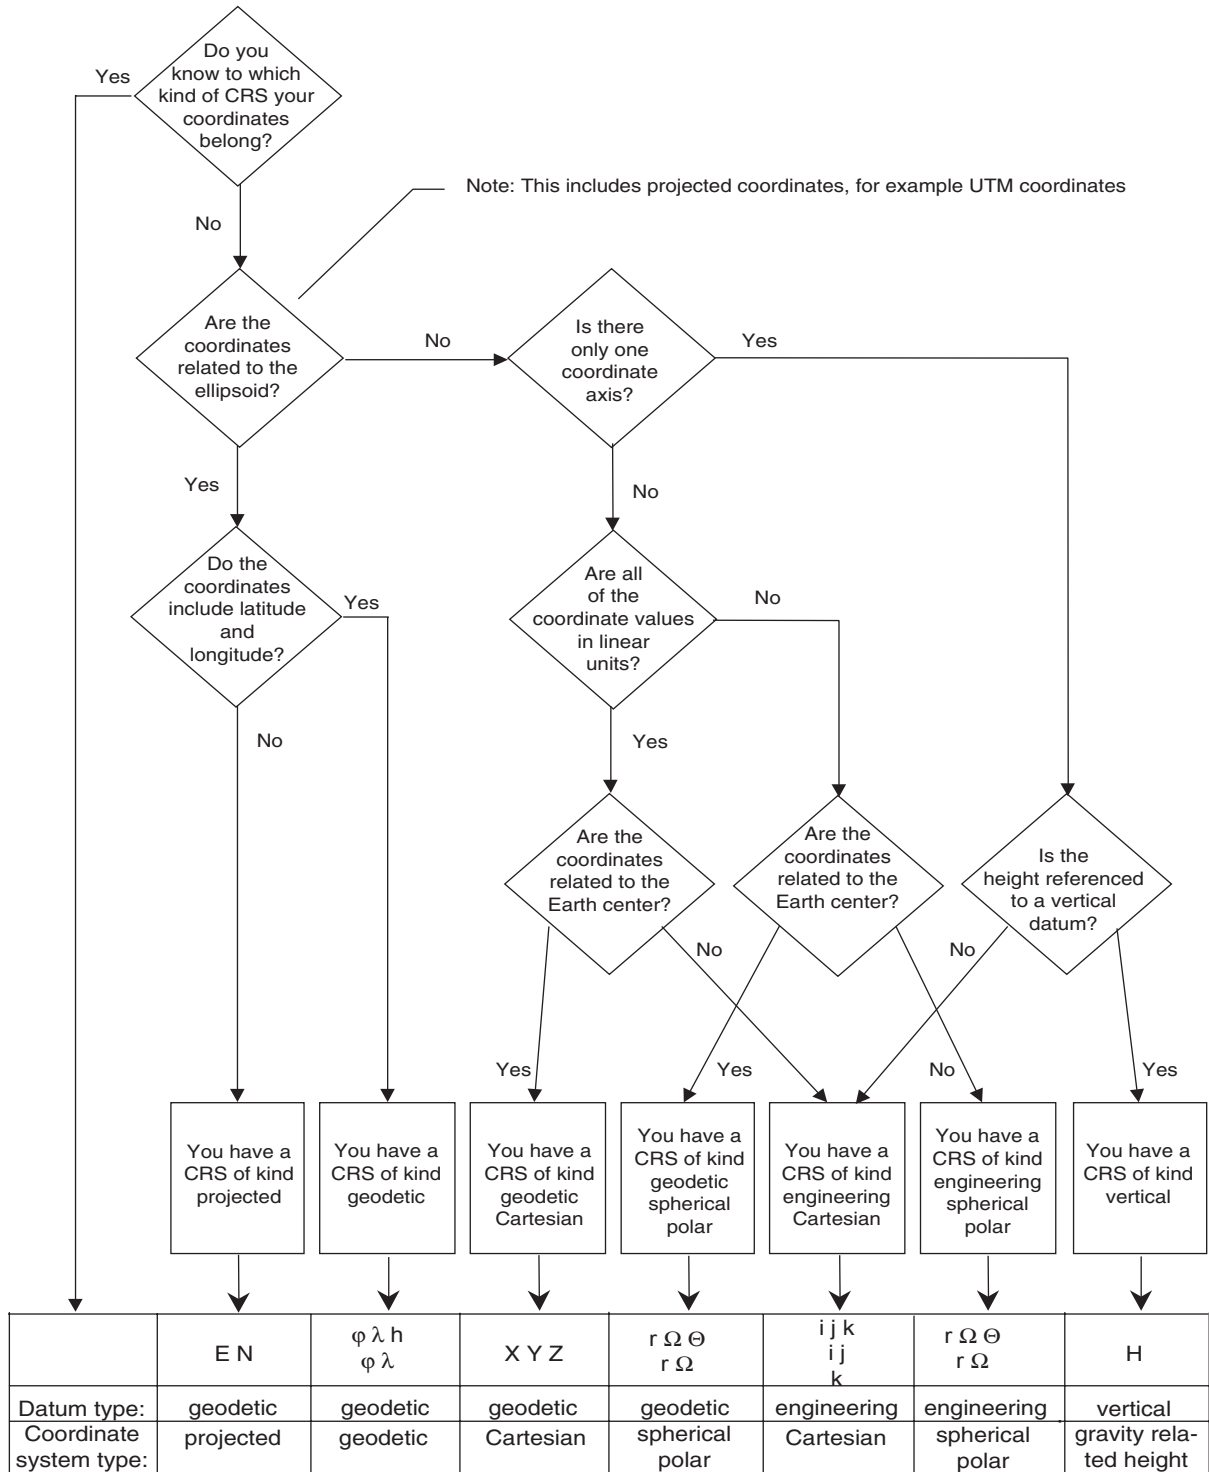 Do you
know to which
kind of CRS your
coordinates
belong?
Yes
No
Note: This includes projected coordinates, for example UTM coordinates
Are the
coordinates
related to the
ellipsoid?
No
Is there
only one
coordinate
axis?
Yes
Yes
No
Do the
coordinates
include latitude
and
longitude?
Yes
Are all
of the
coordinate values
in linear
units?
No
No
Yes
Are the
coordinates
related to the
Earth center?
Are the
coordinates
related to the
Earth center?
Is the
height referenced
to a vertical
datum?
No
No
Yes
Yes
No
Yes
You have a
CRS of kind
projected
You have a
CRS of kind
geodetic
You have a
CRS of kind
geodetic
Cartesian
You have a
CRS of kind
geodetic
spherical
polar
You have a
CRS of kind
engineering
Cartesian
You have a
CRS of kind
engineering
spherical
polar
You have a
CRS of kind
vertical
E N
φ λ h
φ λ
X Y Z
r Ω Θ
r Ω
i j k
i j
k
r Ω Θ
r Ω
H
Datum type: geodetic geodetic geodetic geodetic engineering engineering vertical
Coordinate
system type:
projected
geodetic
Cartesian
spherical
polar
Cartesian
spherical
polar
gravity rela-
ted height